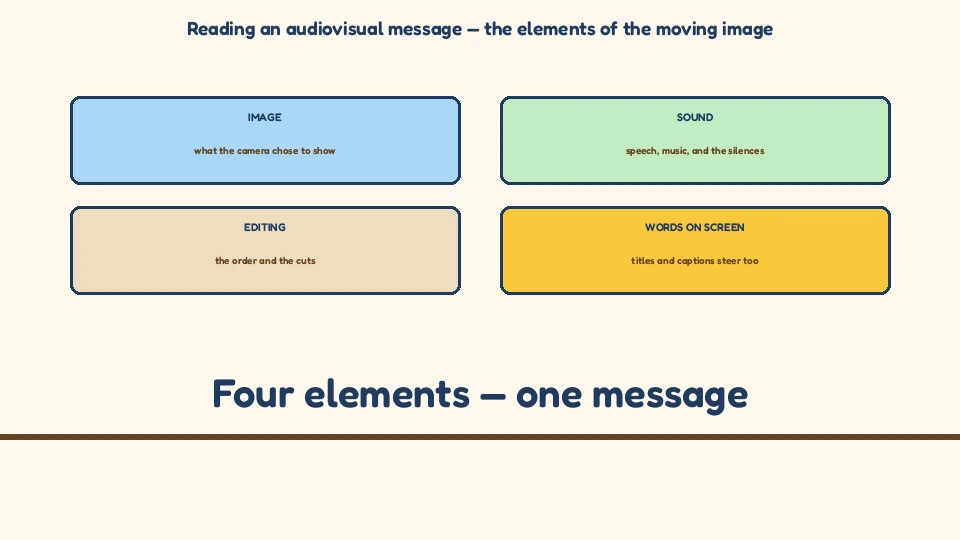 Reading an audiovisual message — the elements of the moving image
IMAGE
what the camera chose to show
SOUND
speech, music, and the silences
EDITING
the order and the cuts
WORDS ON SCREEN
titles and captions steer too
Four elements — one message